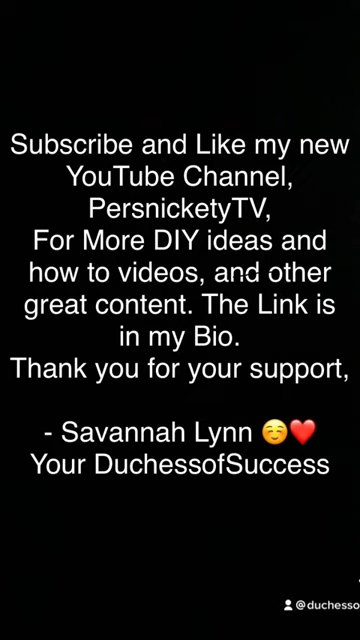 Subscribe and Like my new
YouTube Channel,
PersnicketyTV,
For More DIY ideas and
how to videos, and other
great content. The Link is
in my Bio.
Thank you for your support,
- Savannah Lynn ☺️❤️
Your DuchessofSuccess
@duchesso